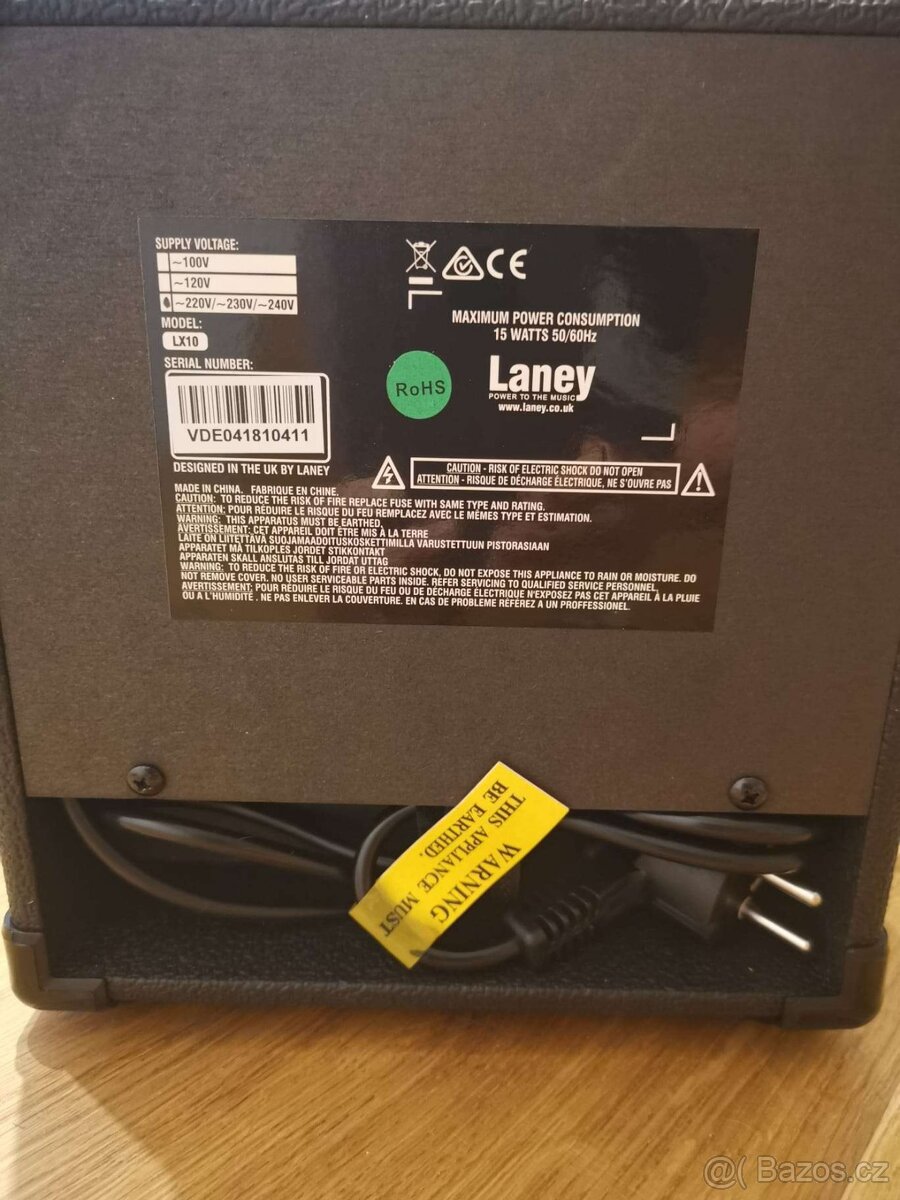 SUPPLY VOLTAGE:
~100V
~120V
~220V/~230V/~240V
MODEL:
LX10
SERIAL NUMBER:
VDE041810411
DESIGNED IN THE UK BY LANEY
CE
MAXIMUM POWER CONSUMPTION
15 WATTS 50/60Hz
RoHS
Laney
POWER TO THE MUSIC
www.laney.co.uk
CAUTION - RISK OF ELECTRIC SHOCK DO NOT OPEN
ATTENTION - RISQUE DE DÉCHARGE ÉLECTRIQUE, NE S'OUVRE PAS
MADE IN CHINA. FABRIQUE EN CHINE.
CAUTION: TO REDUCE THE RISK OF FIRE REPLACE FUSE WITH SAME TYPE AND RATING.
ATTENTION: POUR RÉDUIRE LE RISQUE DU FEU REMPLACEZ AVEC LE MÊMES TYPE ET ESTIMATION.
WARNING: THIS APPARATUS MUST BE EARTHED.
AVERTISSEMENT: CET APPAREIL DOIT ÊTRE MIS À LA TERRE
LAITE ON LIITETTAVA SUOJAMAADOITUSKOSKETTIMILLA VARUSTETTUUN PISTORASIAAN
APPARATET MÅ TILKOPLES JORDET STIKKONTAKT
APPARATEN SKALL ANSLUTAS TILL JORDAT UTTAG
WARNING: TO REDUCE THE RISK OF FIRE OR ELECTRIC SHOCK, DO NOT EXPOSE THIS APPLIANCE TO RAIN OR MOISTURE. DO
NOT REMOVE COVER. NO USER SERVICEABLE PARTS INSIDE. REFER SERVICING TO QUALIFIED SERVICE PERSONNEL.
AVERTISSEMENT: POUR RÉDUIRE LE RISQUE DU FEU OU DE DÉCHARGE ÉLECTRIQUE N'EXPOSEZ PAS CET APPAREIL À LA PLUIE
OU A L'HUMIDITÉ . NE PAS ENLEVER LA COUVERTURE. EN CAS DE PROBLEME RÉFÉREZ A UN PROFFESSIONEL.
WARNING
THIS APPLIANCE MUST
BE EARTHED.
@( Bazos.cz